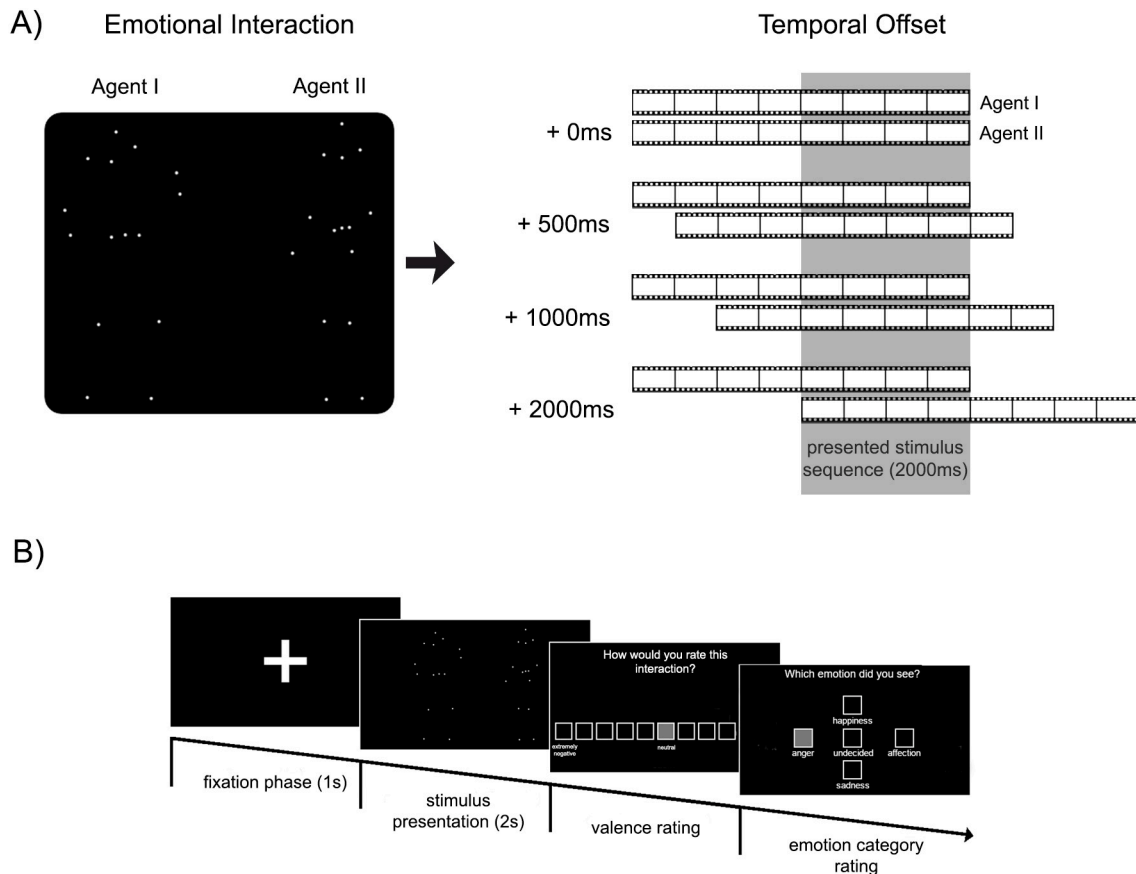 A)
Emotional Interaction
Temporal Offset
Agent I
Agent II
Agent I
Agent II
+ 0ms
+ 500ms
+ 1000ms
+ 2000ms
presented stimulus
sequence (2000ms)
B)
How would you rate this
interaction?
extremely
negative
neutral
Which emotion did you see?
happiness
anger
undecided
affection
sadness
fixation phase (1s)
stimulus
presentation (2s)
valence rating
emotion category
rating